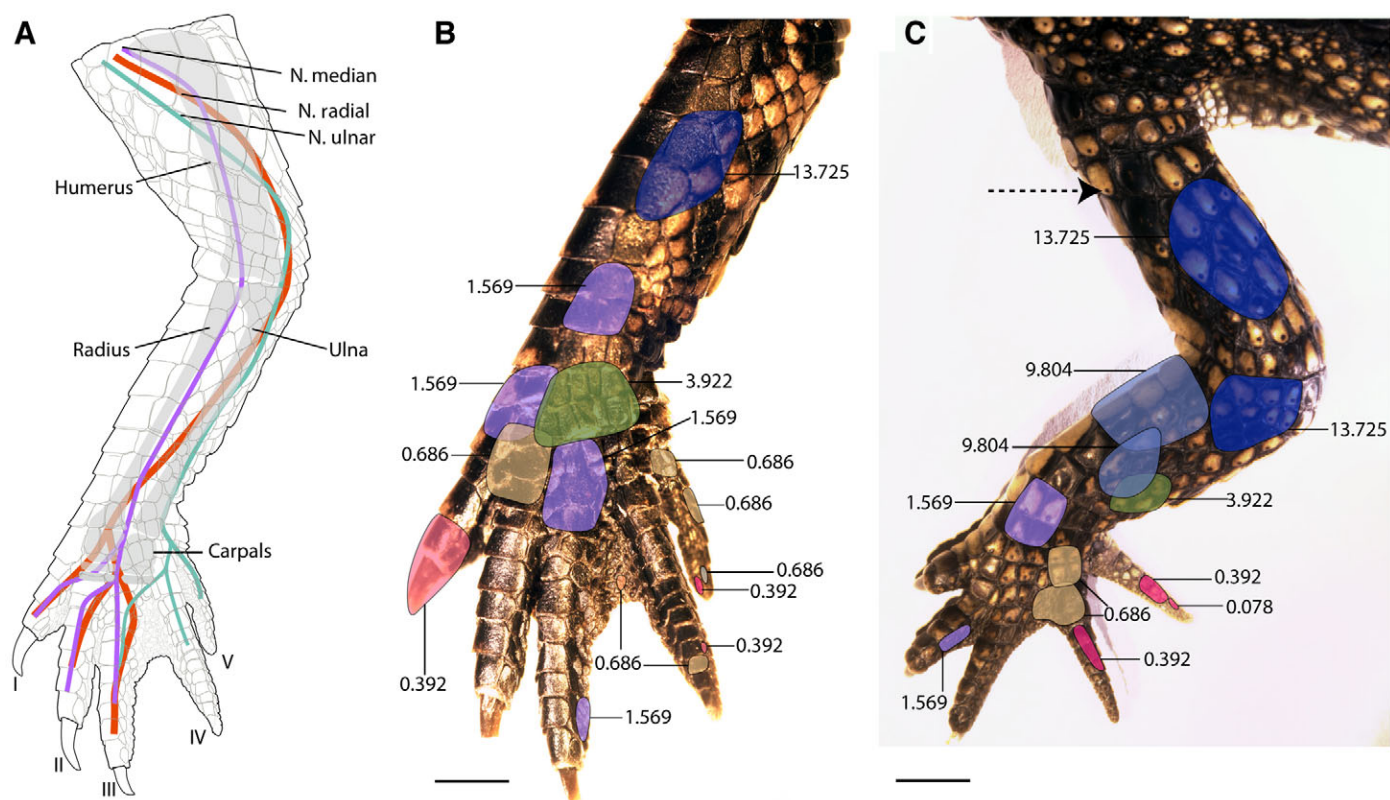 A
N. median
N. radial
N. ulnar
Humerus
Radius
Ulna
Carpals
I
II
III
IV
V
B
13.725
1.569
1.569
3.922
1.569
0.686
0.686
0.686
0.686
0.392
0.392
0.686
0.392
1.569
C
13.725
9.804
9.804
13.725
1.569
3.922
0.392
0.078
0.686
0.392
1.569